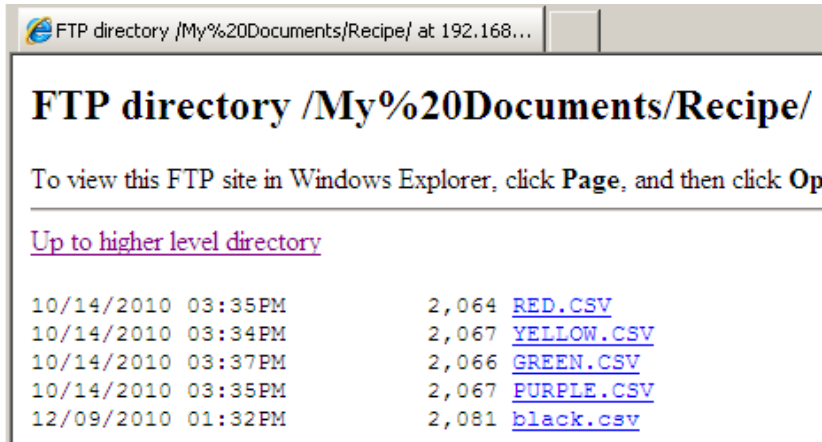 FTP directory /My%20Documents/Recipe/ at 192.168...
FTP directory /My%20Documents/Recipe/
To view this FTP site in Windows Explorer, click Page, and then click Op
Up to higher level directory
10/14/2010 03:35PM 2,064 RED.CSV
10/14/2010 03:34PM 2,067 YELLOW.CSV
10/14/2010 03:37PM 2,066 GREEN.CSV
10/14/2010 03:35PM 2,067 PURPLE.CSV
12/09/2010 01:32PM 2,081 black.csv